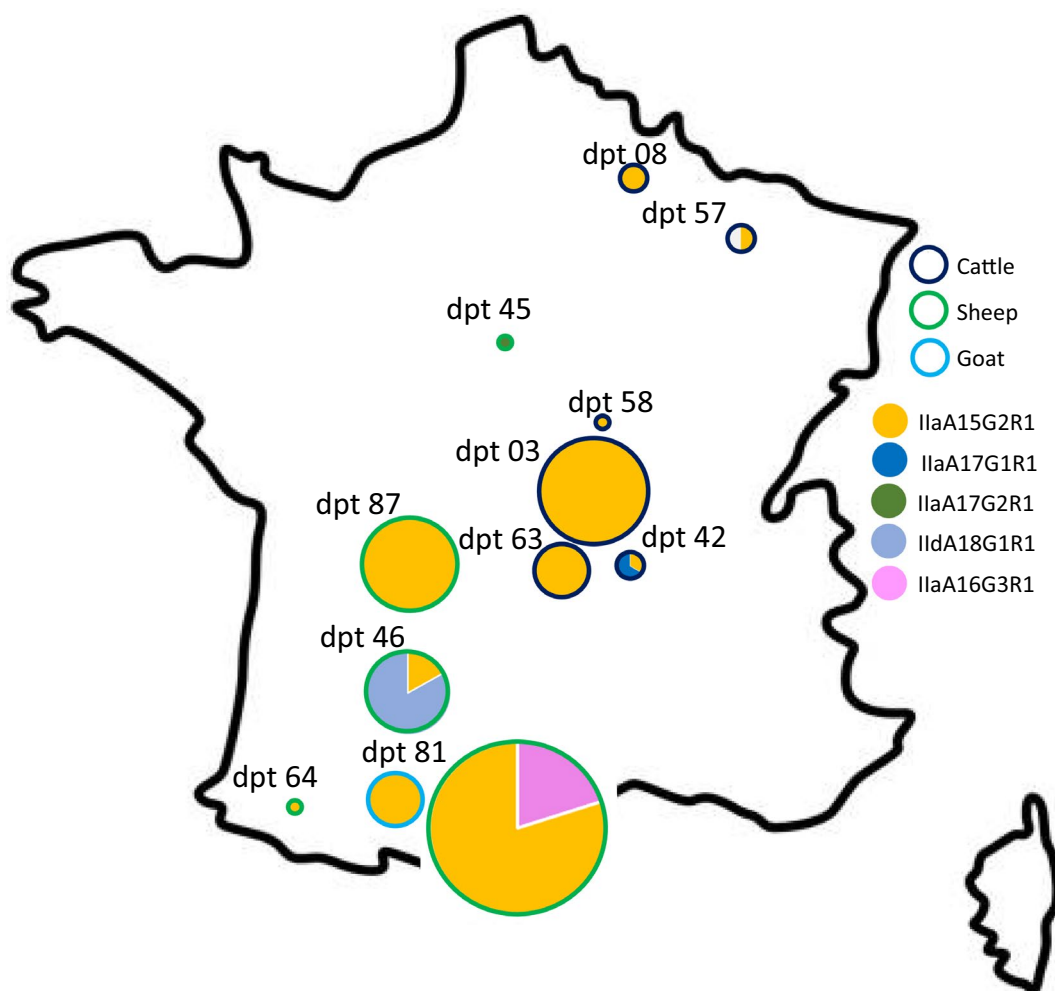 dpt 08
dpt 57
Cattle
Sheep
dpt 45
Goat
dpt 58
IIaA15G2R1
dpt 03
IIaA17G1R1
dpt 87
IIaA17G2R1
dpt 63
dpt 42
IIdA18G1R1
IIaA16G3R1
dpt 46
dpt 81
dpt 64